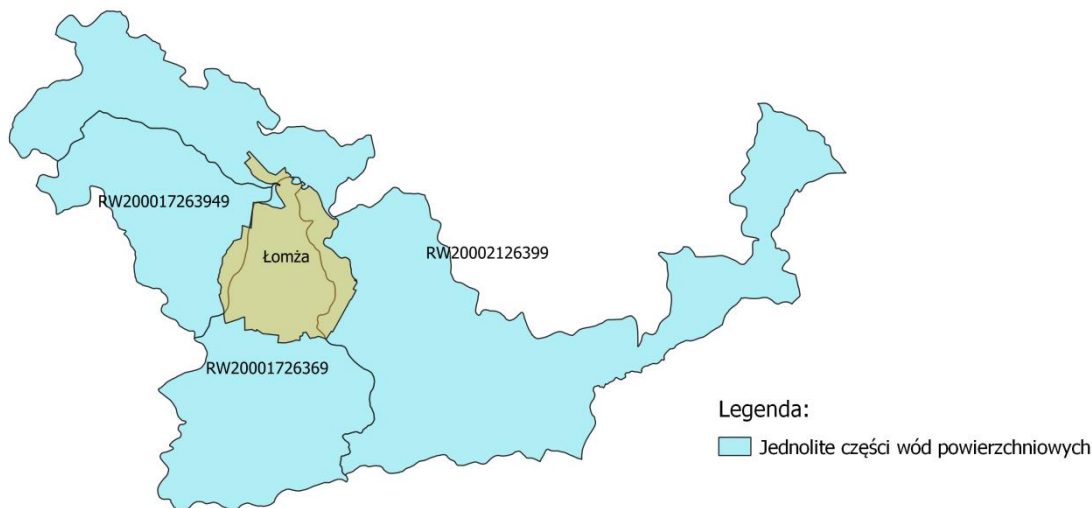 RW200017263949
Łomża
RW20002126399
RW20001726369
Legenda:
Jednolite części wód powierzchniowych